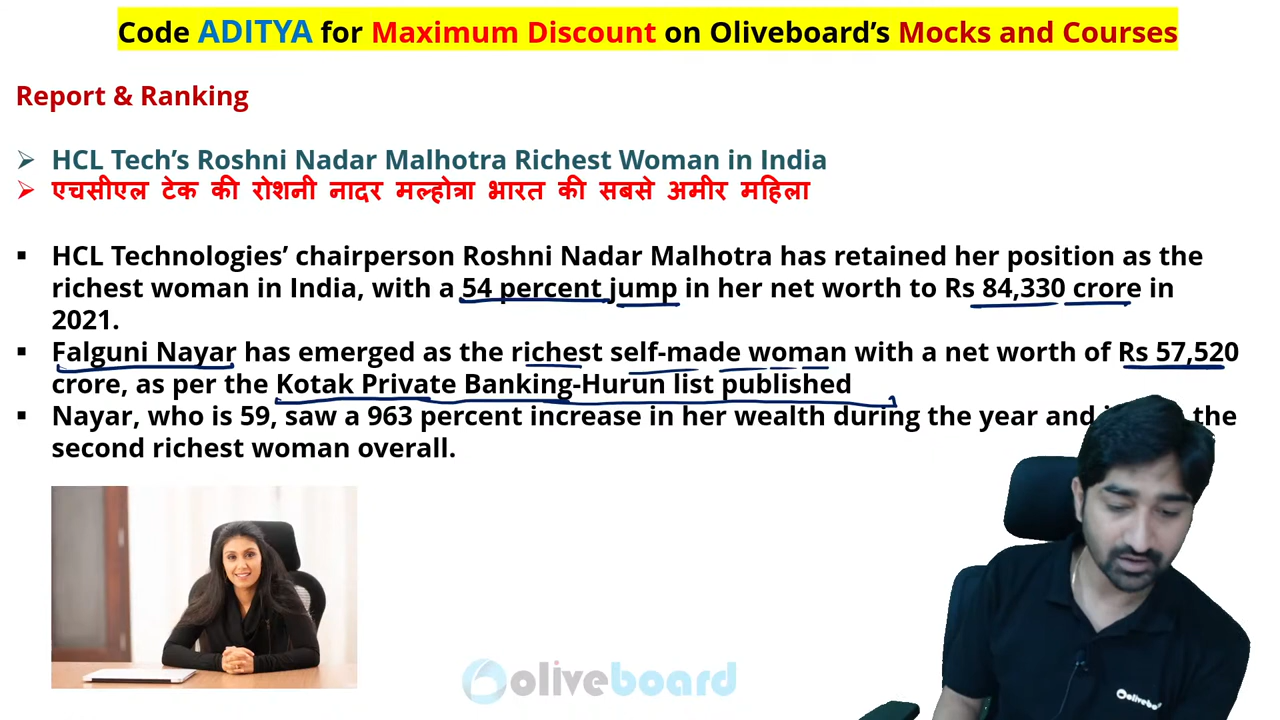 Code ADITYA for Maximum Discount on Oliveboard’s Mocks and Courses
Report & Ranking
HCL Tech’s Roshni Nadar Malhotra Richest Woman in India
एचसीएल टेक की रोशनी नादर मल्होत्रा भारत की सबसे अमीर महिला
HCL Technologies’ chairperson Roshni Nadar Malhotra has retained her position as the
richest woman in India, with a 54 percent jump in her net worth to Rs 84,330 crore in
2021.
Falguni Nayar has emerged as the richest self-made woman with a net worth of Rs 57,520
crore, as per the Kotak Private Banking-Hurun list published
Nayar, who is 59, saw a 963 percent increase in her wealth during the year and the
second richest woman overall.
oliveboard